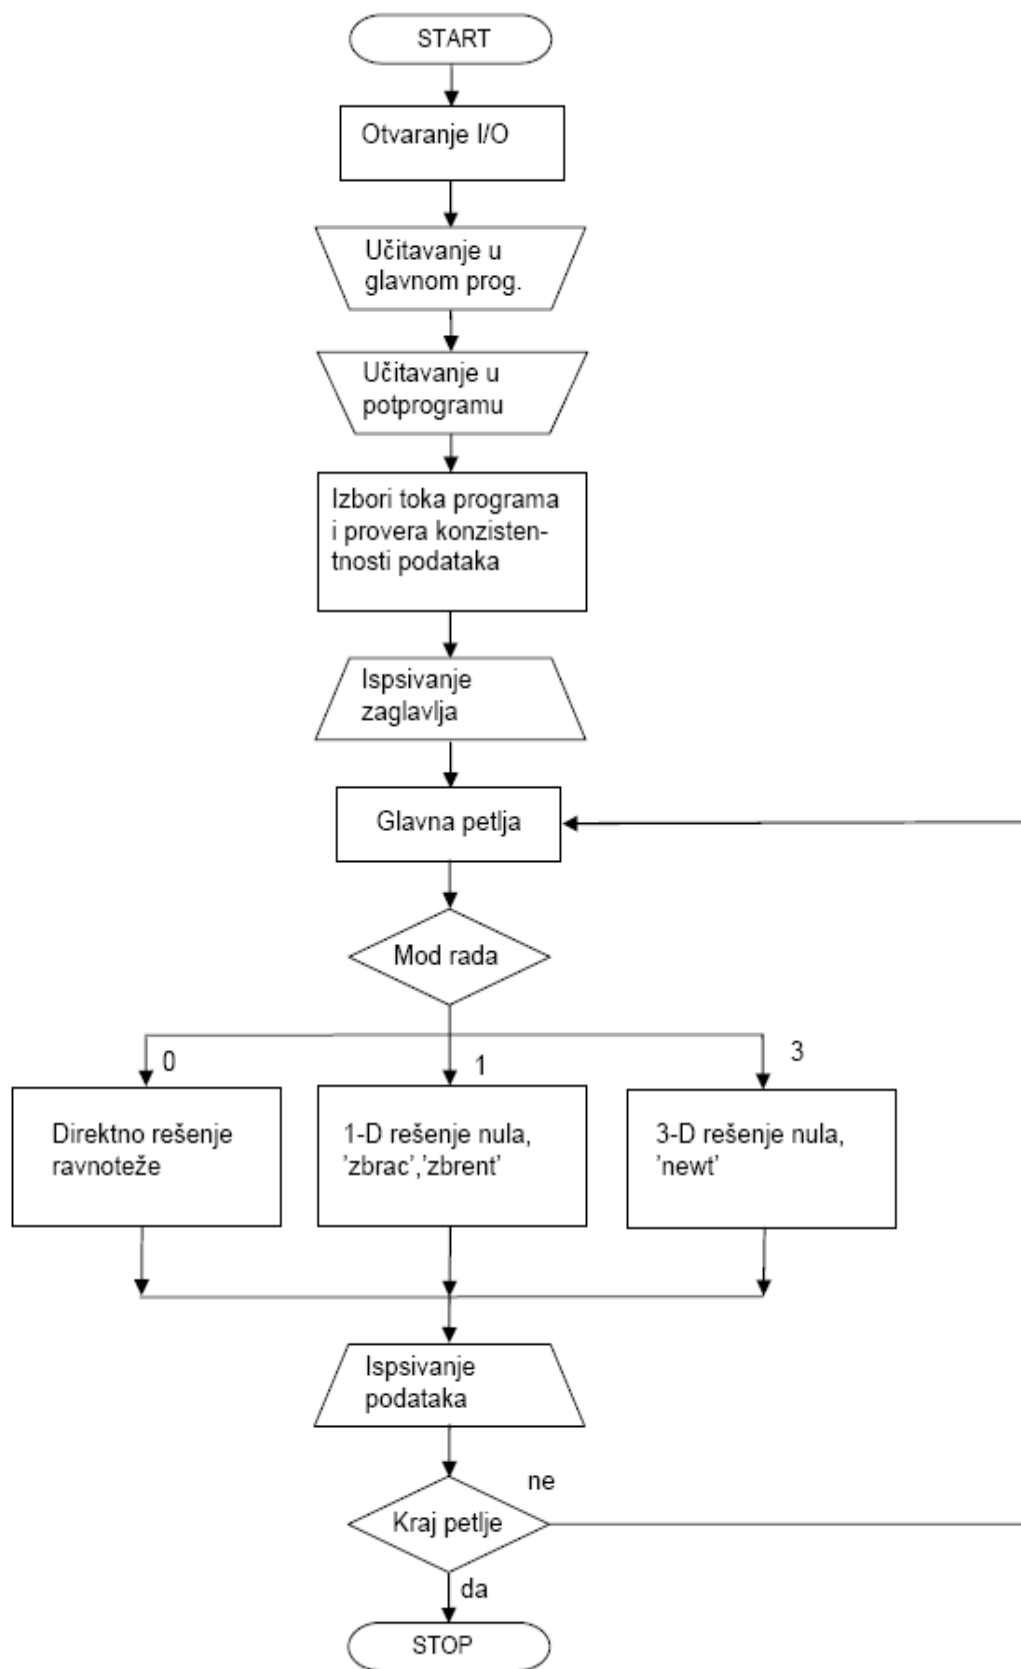 START
Otvaranje I/O
Učitavanje u
glavnom prog.
Učitavanje u
potprogramu
Izbori toka programa
i provera konzisten-
tnosti podataka
Ispsivanje
zaglavlja
Glavna petlja
Mod rada
0
1
3
Direktno rešenje
ravnoteže
1-D rešenje nula,
’zbrac’,’zbrent’
3-D rešenje nula,
’newt’
Ispsivanje
podataka
ne
Kraj petlje
da
STOP